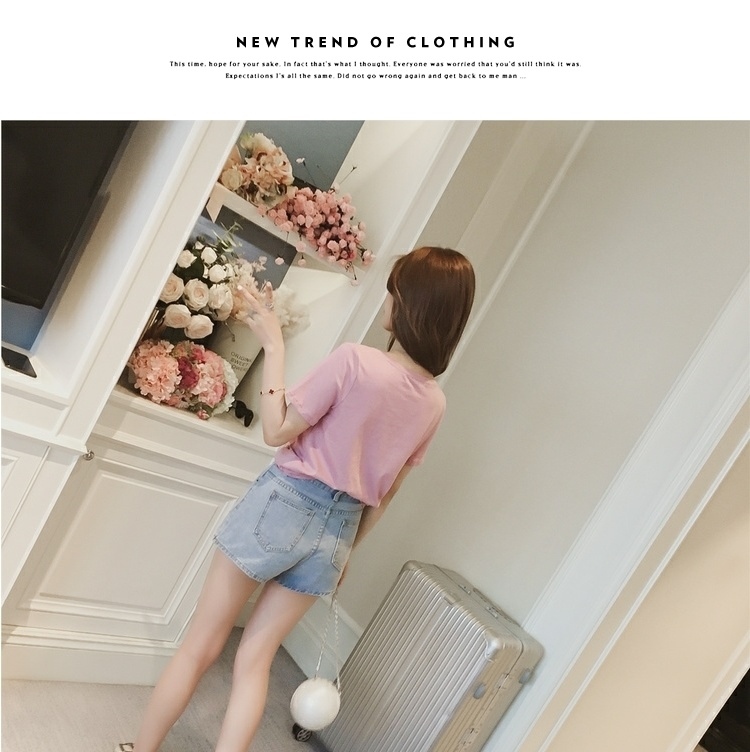 NEW TREND OF CLOTHING
This time, hope for your sake. In fact that's what I thought. Everyone was worried that you'd still think it was.
Expectations I's all the same. Did not go wrong again and get back to me man ...